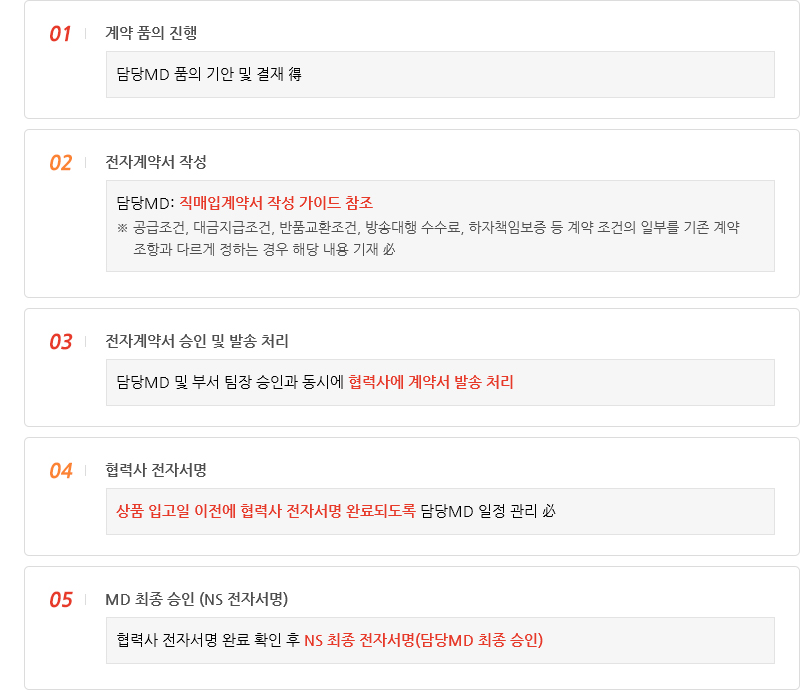 01 계약 품의 진행
담당MD 품의 기안 및 결재 得
02 전자계약서 작성
담당MD: 직매입계약서 작성 가이드 참조
※ 공급조건, 대금지급조건, 반품교환조건, 방송대행 수수료, 하자책임보증 등 계약 조건의 일부를 기존 계약
조항과 다르게 정하는 경우 해당 내용 기재 必
03 전자계약서 승인 및 발송 처리
담당MD 및 부서 팀장 승인과 동시에 협력사에 계약서 발송 처리
04 협력사 전자서명
상품 입고일 이전에 협력사 전자서명 완료되도록 담당MD 일정 관리 必
05 MD 최종 승인 (NS 전자서명)
협력사 전자서명 완료 확인 후 NS 최종 전자서명(담당MD 최종 승인)